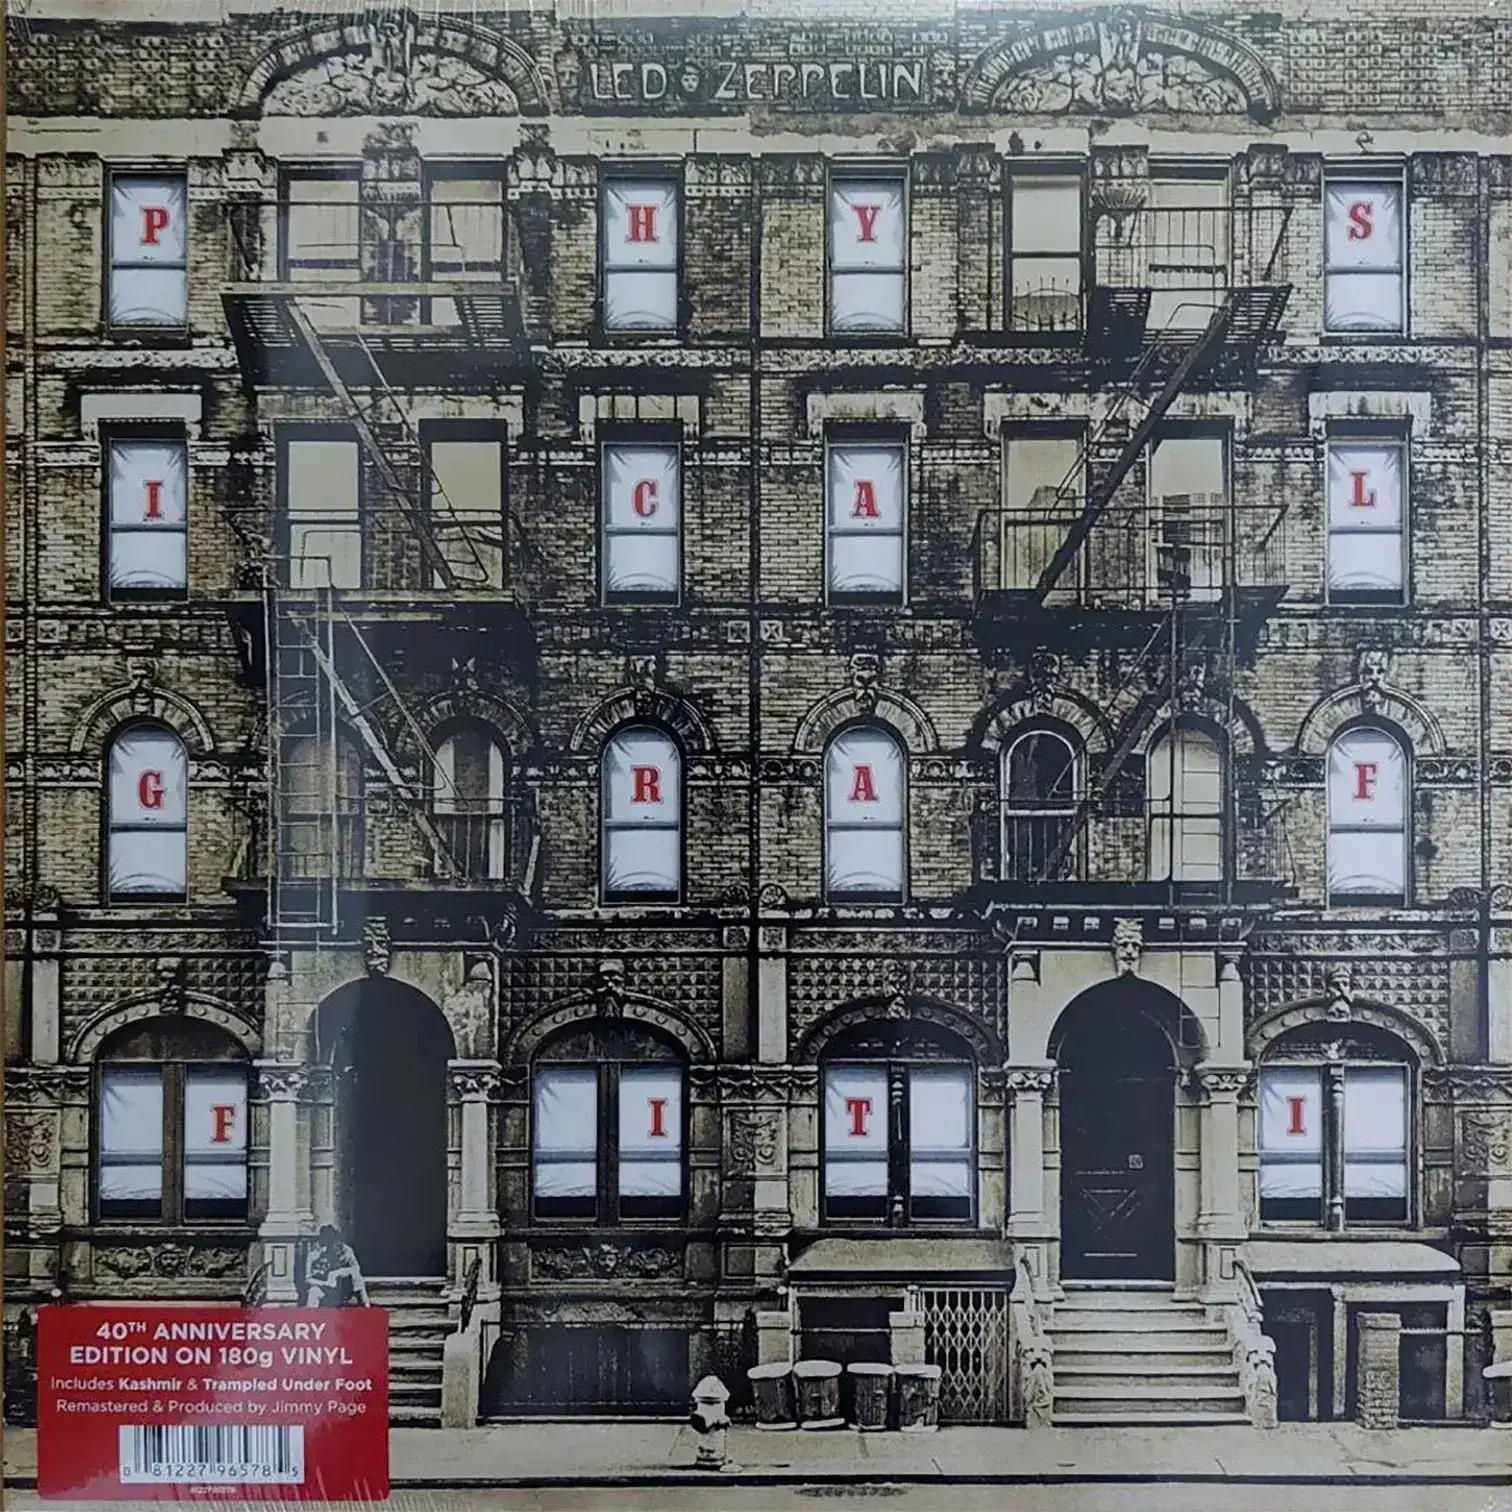 LED ZEPPELIN
P H Y S
I C A L
G R A F
F I T I
40TH ANNIVERSARY
EDITION ON 180g VINYL
Includes Kashmir & Trampled Under Foot
Remastered & Produced by Jimmy Page
0 81227 96578 5